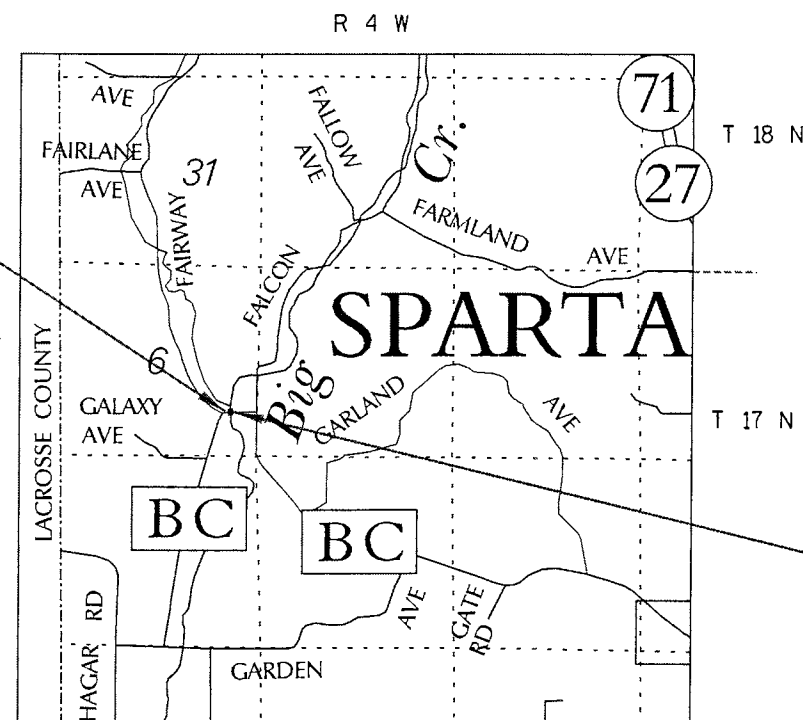 R 4 W
AVE
FALLOW
AVE
Cr.
71
T 18 N
FAIRLANE
AVE
31
27
FAIRWAY
FARMLAND
AVE
FALCON
SPARTA
LACROSSE COUNTY
6
Big
GARLAND
AVE
GALAXY
AVE
T 17 N
BC
BC
HAGAR RD
AVE
GATE
RD
GARDEN